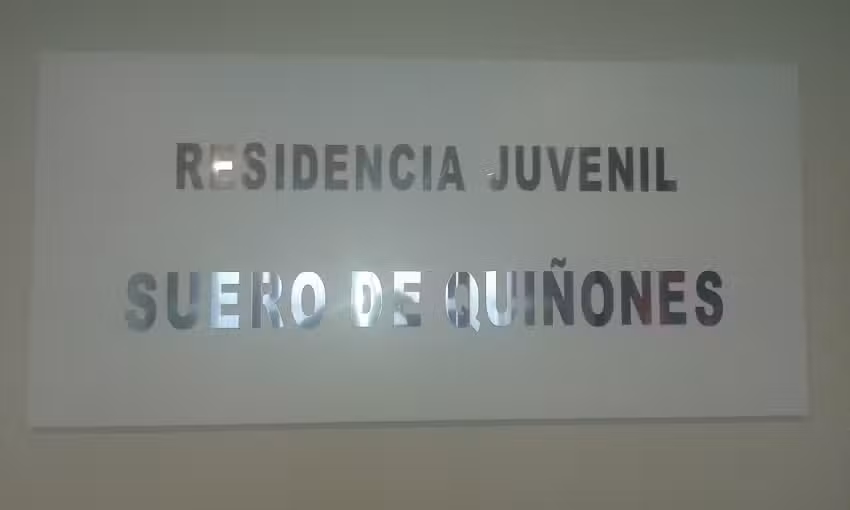 RESIDENCIA JUVENIL
SUERO DE QUIÑONES